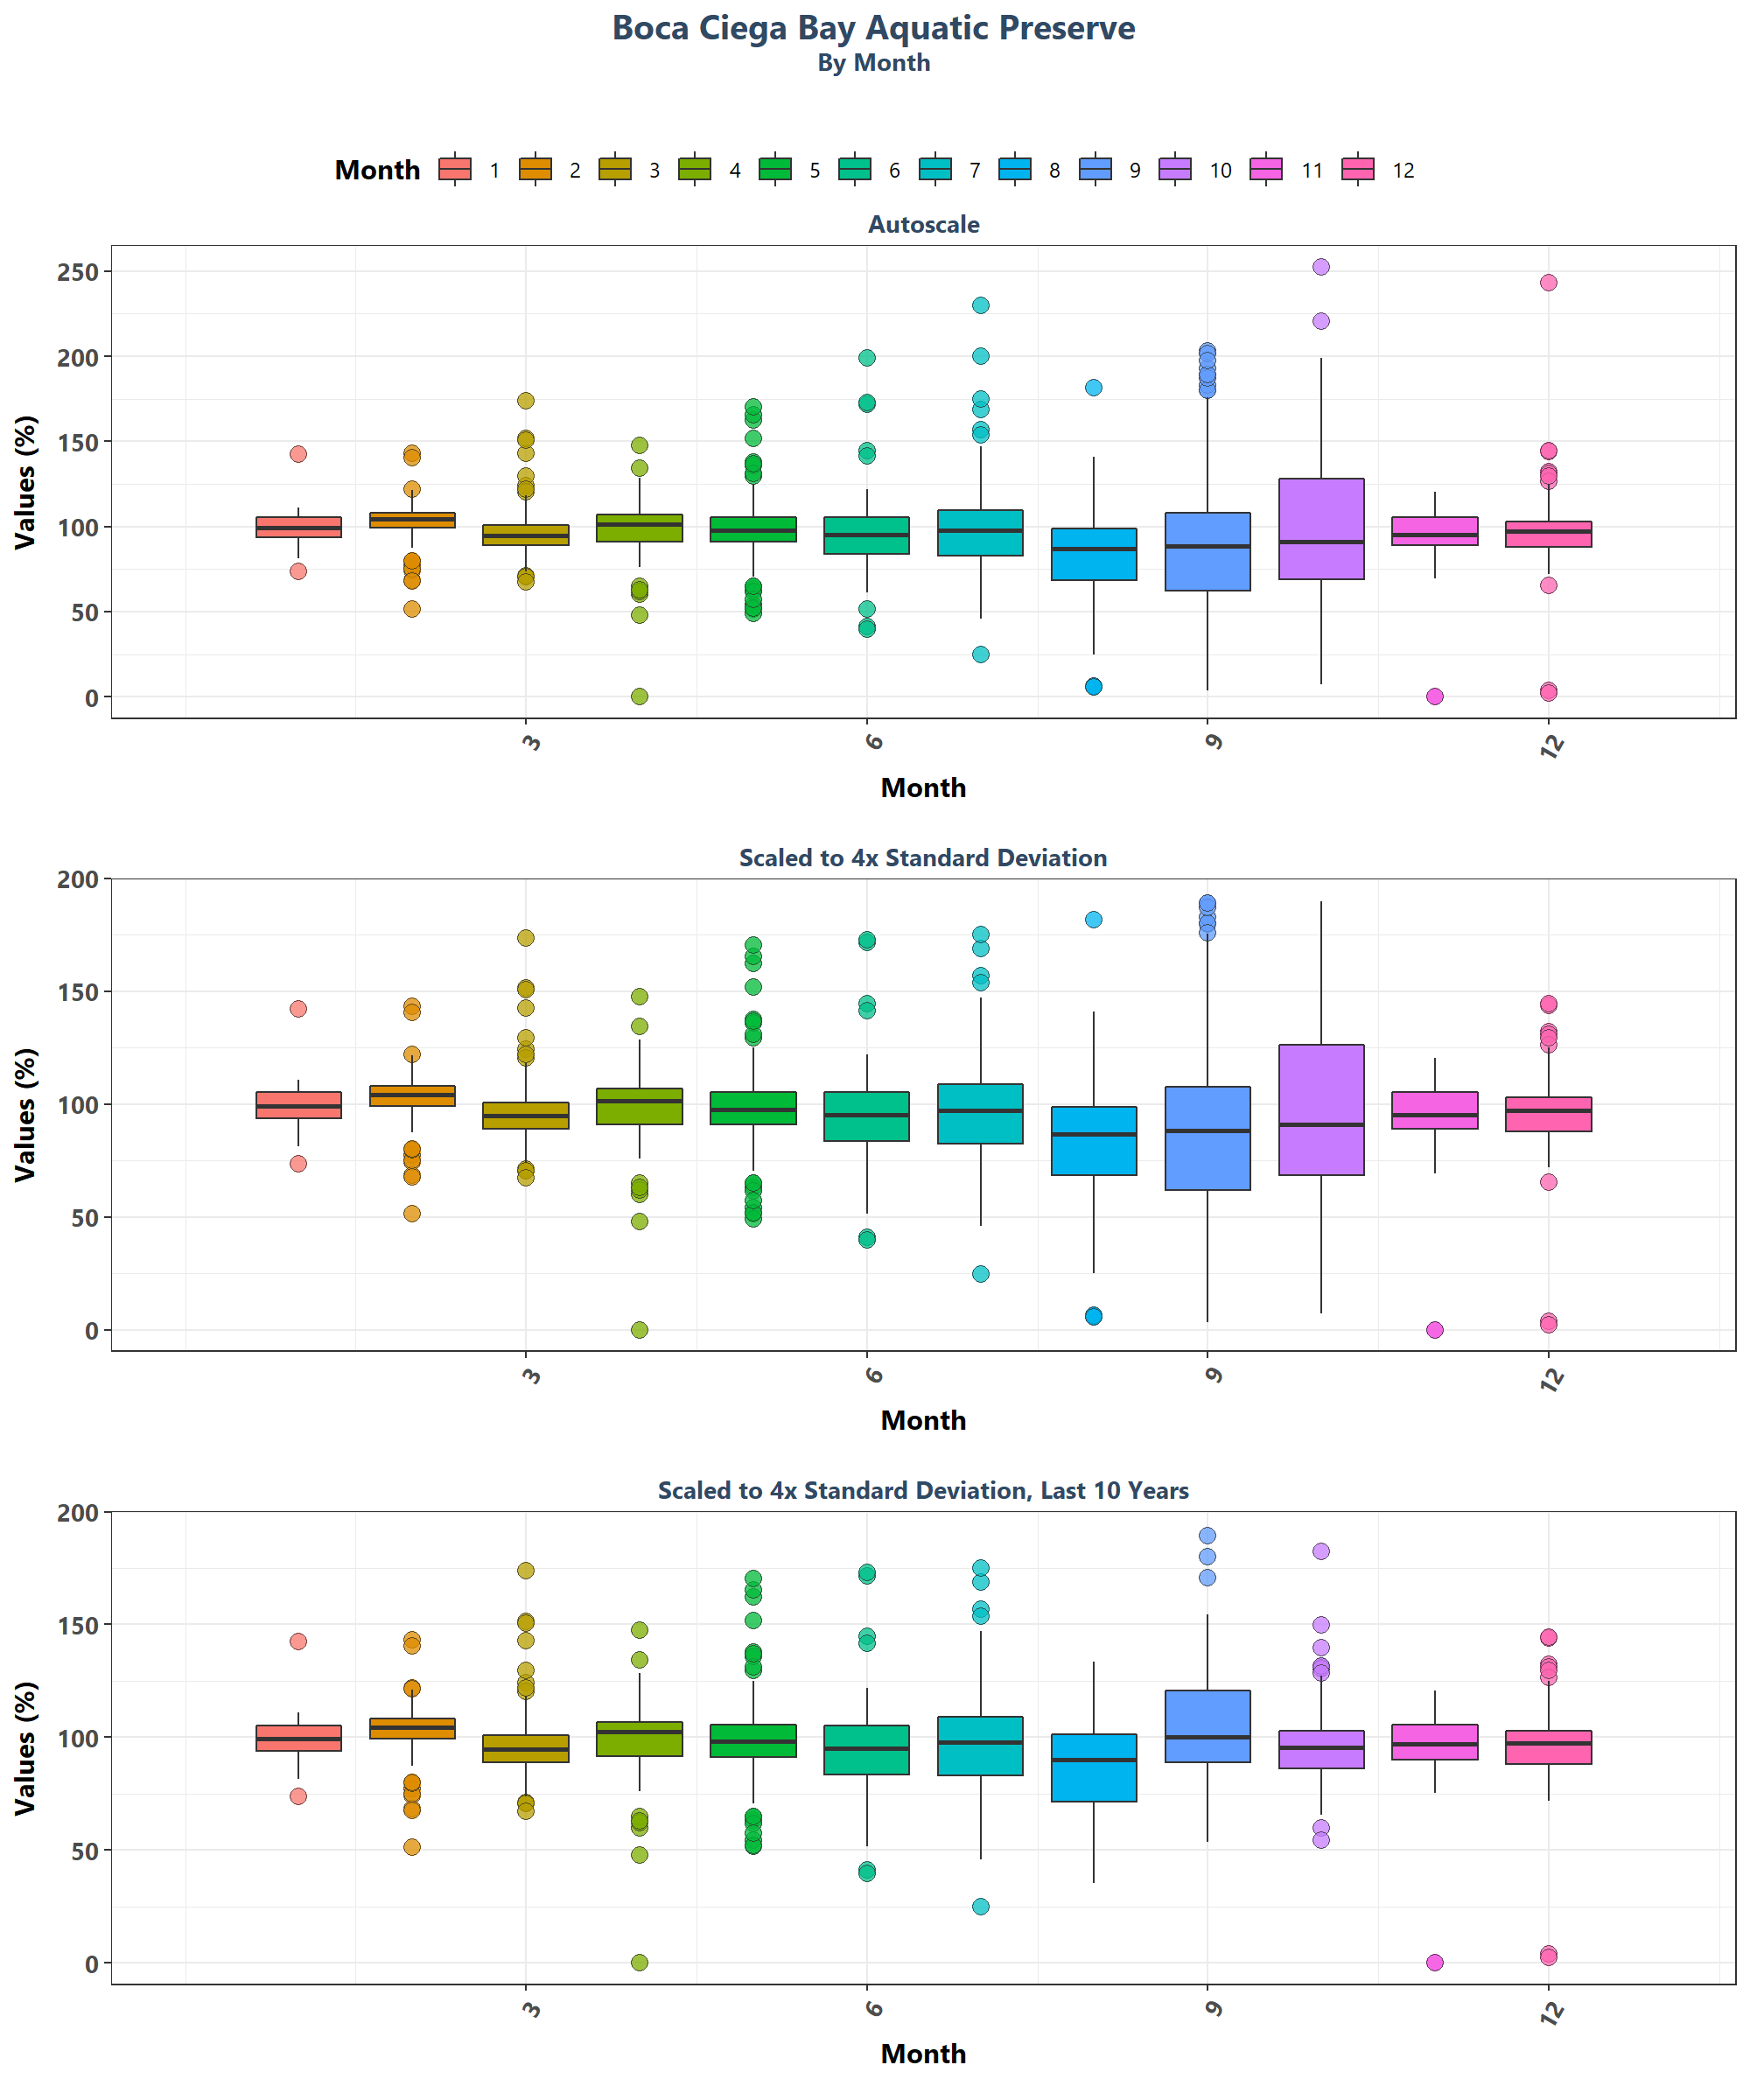 Boca Ciega Bay Aquatic Preserve
By Month
Month 1 2 3 4 5 6 7 8 9 10 11 12
Autoscale
Values (%)
250
200
150
100
50
0
3 6 9 12
Month
Scaled to 4x Standard Deviation
Values (%)
200
150
100
50
0
3 6 9 12
Month
Scaled to 4x Standard Deviation, Last 10 Years
Values (%)
200
150
100
50
0
3 6 9 12
Month